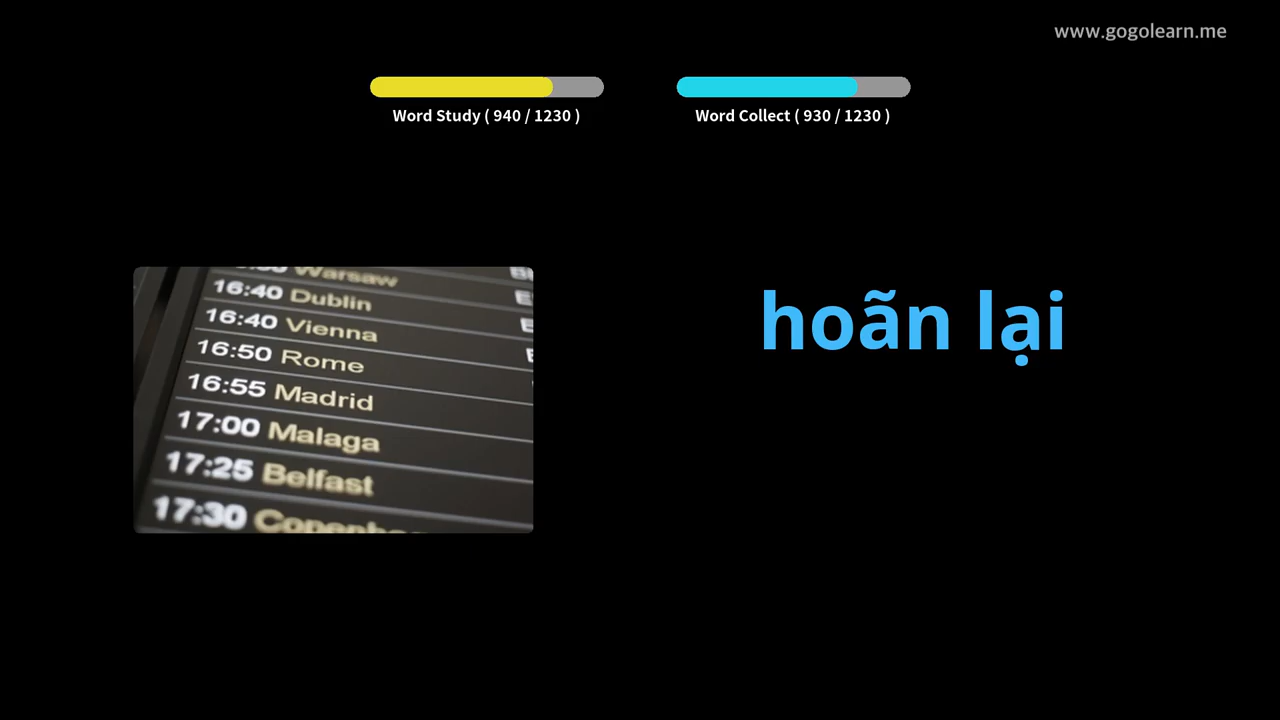 www.gogolearn.me
Word Study ( 940 / 1230 )
Word Collect ( 930 / 1230 )
Warsaw
16:40 Dublin
16:40 Vienna
16:50 Rome
16:55 Madrid
17:00 Malaga
17:25 Belfast
17:30
hoãn lại